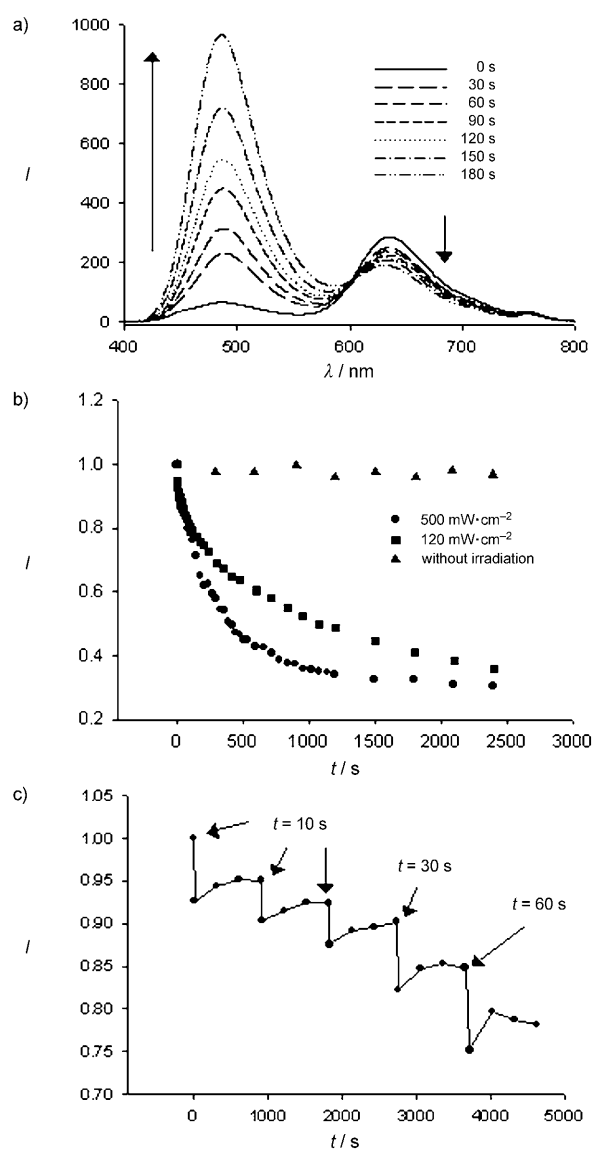 a)
1000
800
600
400
200
0
I
400 500 600 700 800
λ / nm
0 s
30 s
60 s
90 s
120 s
150 s
180 s
b)
1.2
1.0
0.8
0.6
0.4
0.2
I
0 500 1000 1500 2000 2500 3000
t / s
500 mW·cm⁻²
120 mW·cm⁻²
without irradiation
c)
1.05
1.00
0.95
0.90
0.85
0.80
0.75
0.70
I
0 1000 2000 3000 4000 5000
t / s
t = 10 s
t = 30 s
t = 60 s